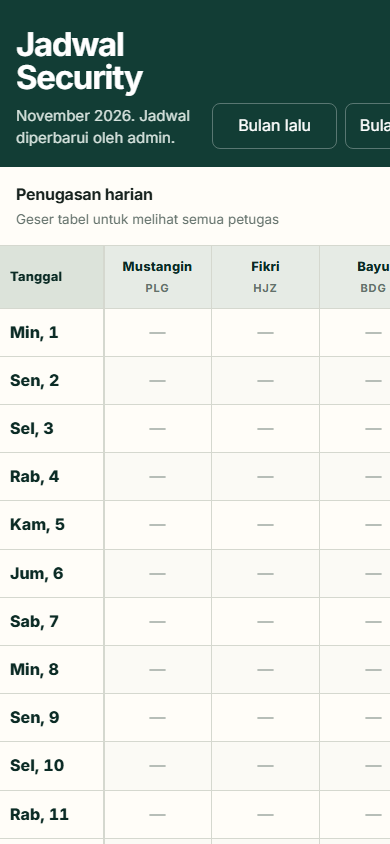 Jadwal
Security
November 2026. Jadwal
diperbarui oleh admin.
Bulan lalu
Bula
Penugasan harian
Geser tabel untuk melihat semua petugas
Tanggal Mustangin Fikri Bayu
PLG HJZ BDG
Min, 1 — — —
Sen, 2 — — —
Sel, 3 — — —
Rab, 4 — — —
Kam, 5 — — —
Jum, 6 — — —
Sab, 7 — — —
Min, 8 — — —
Sen, 9 — — —
Sel, 10 — — —
Rab, 11 — — —